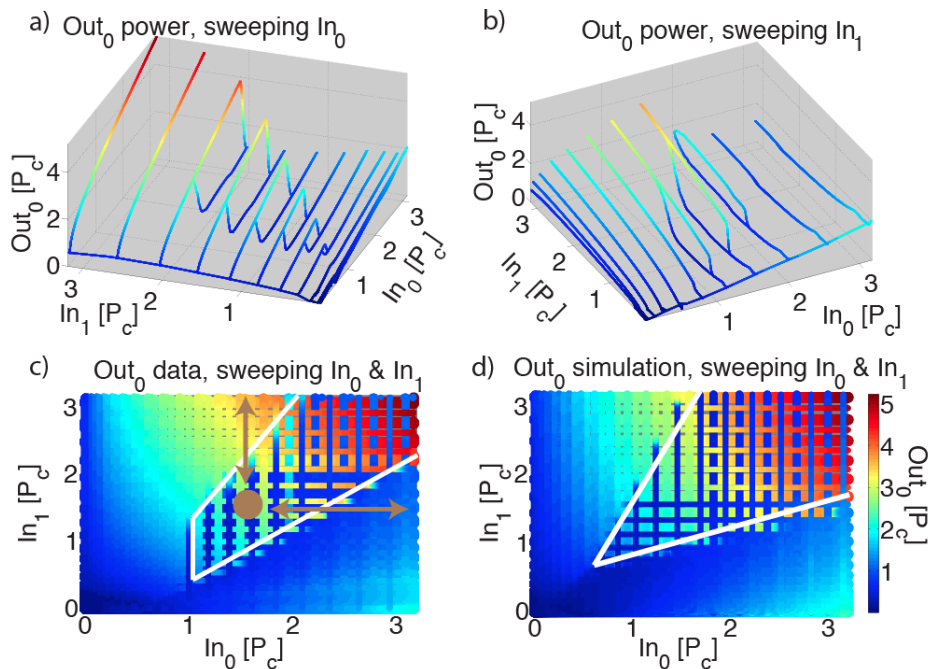 a) Out0 power, sweeping In0
Out0 [Pc]
4
2
0
3
2
1
In1 [Pc]
1
2
3
In0 [Pc]
b) Out0 power, sweeping In1
Out0 [Pc]
4
2
0
3
2
1
In1 [Pc]
1
2
3
In0 [Pc]
c) Out0 data, sweeping In0 & In1
In1 [Pc]
3
2
1
0
0 1 2 3
In0 [Pc]
d) Out0 simulation, sweeping In0 & In1
In1 [Pc]
3
2
1
0
0 1 2 3
In0 [Pc]
5
4
3
2
1
Out0 [Pc]